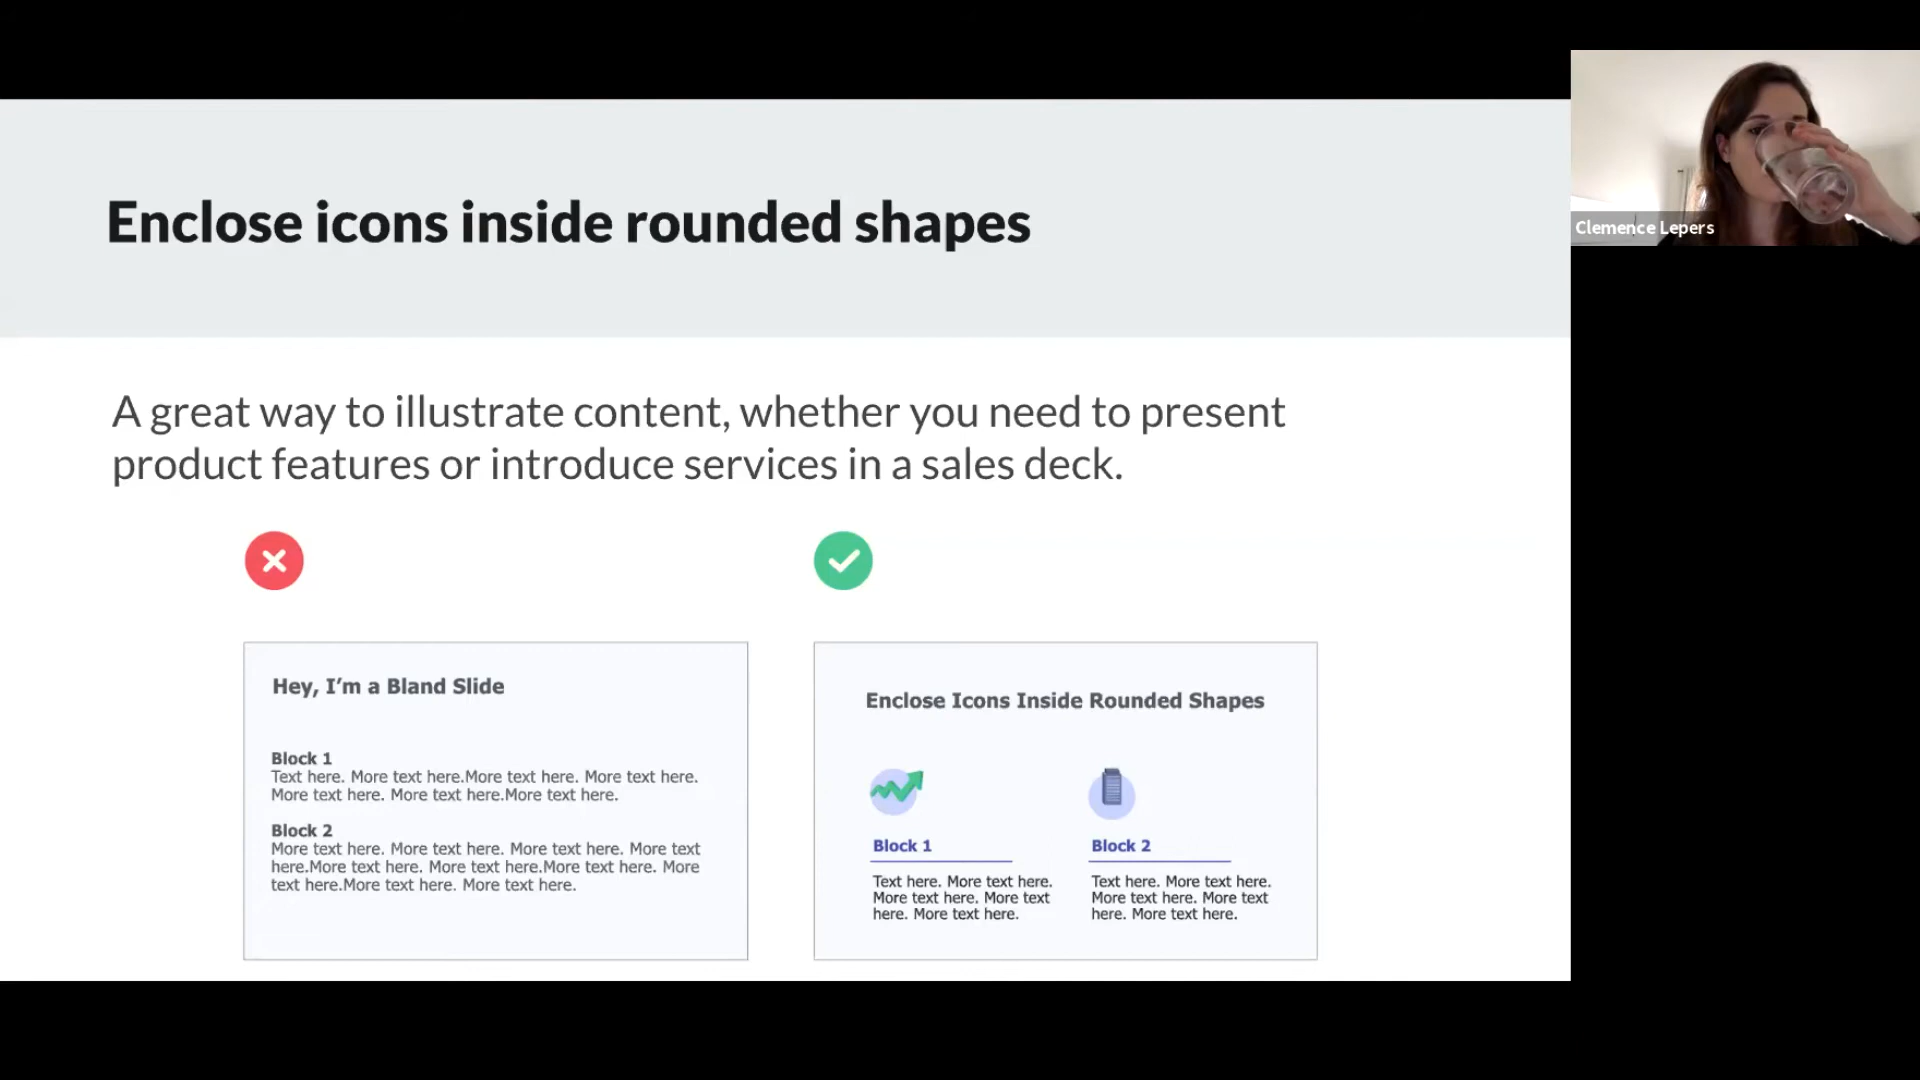 Enclose icons inside rounded shapes
Clemence Lepers
A great way to illustrate content, whether you need to present
product features or introduce services in a sales deck.
Hey, I'm a Bland Slide
Block 1
Text here. More text here.More text here. More text here.
More text here. More text here.More text here.
Block 2
More text here. More text here. More text here. More text
here.More text here. More text here.More text here. More
text here.More text here. More text here.
Enclose Icons Inside Rounded Shapes
Block 1
Text here. More text here.
More text here. More text
here. More text here.
Block 2
Text here. More text here.
More text here. More text
here. More text here.